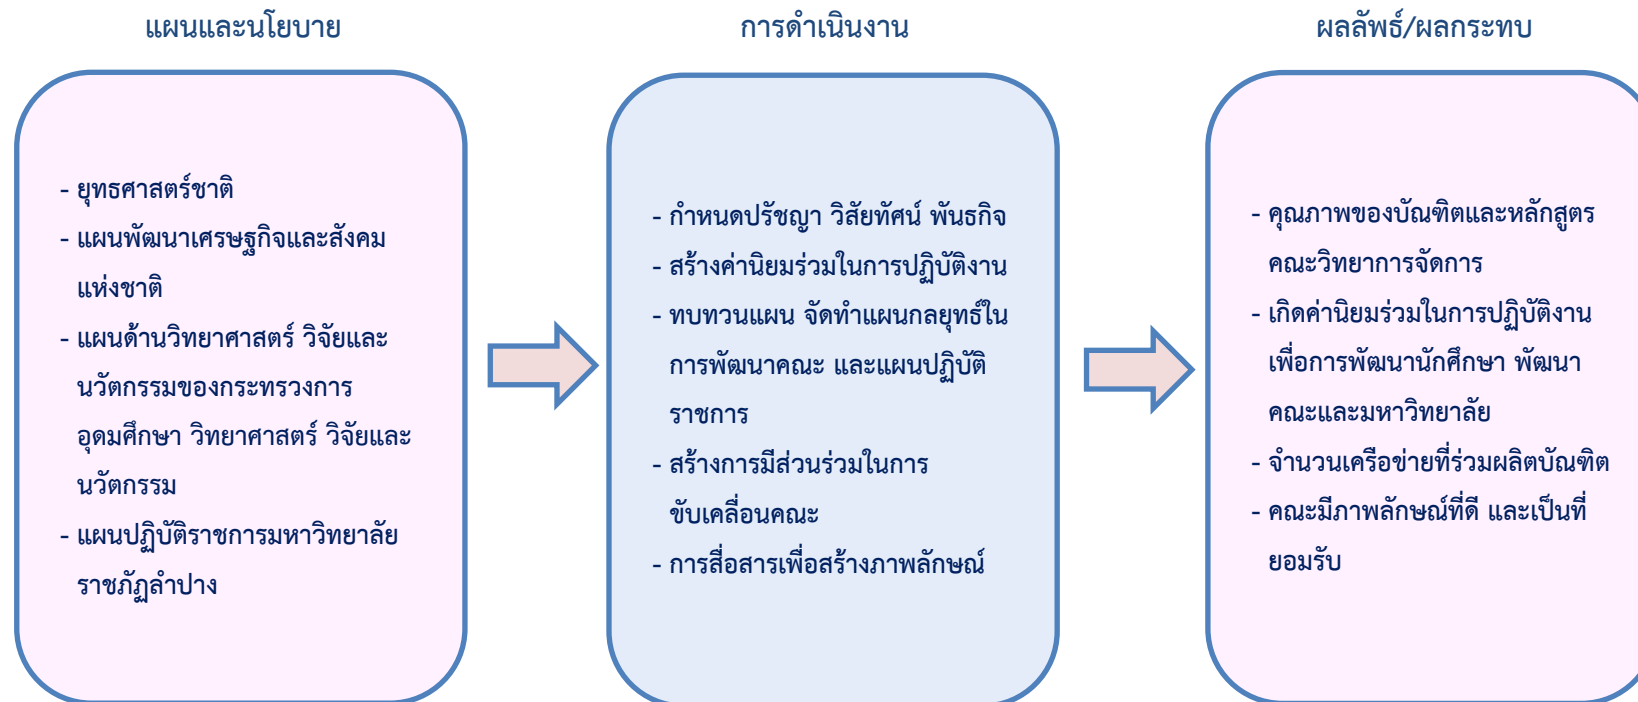 แผนและนโยบาย
- ยุทธศาสตร์ชาติ
- แผนพัฒนาเศรษฐกิจและสังคม
แห่งชาติ
- แผนด้านวิทยาศาสตร์ วิจัยและ
นวัตกรรมของกระทรวงการ
อุดมศึกษา วิทยาศาสตร์ วิจัยและ
นวัตกรรม
- แผนปฏิบัติราชการมหาวิทยาลัย
ราชภัฏลำปาง
การดำเนินงาน
- กำหนดปรัชญา วิสัยทัศน์ พันธกิจ
- สร้างค่านิยมร่วมในการปฏิบัติงาน
- ทบทวนแผน จัดทำแผนกลยุทธ์ใน
การพัฒนาคณะ และแผนปฏิบัติ
ราชการ
- สร้างการมีส่วนร่วมในการ
ขับเคลื่อนคณะ
- การสื่อสารเพื่อสร้างภาพลักษณ์
ผลลัพธ์/ผลกระทบ
- คุณภาพของบัณฑิตและหลักสูตร
คณะวิทยาการจัดการ
- เกิดค่านิยมร่วมในการปฏิบัติงาน
เพื่อการพัฒนานักศึกษา พัฒนา
คณะและมหาวิทยาลัย
- จำนวนเครือข่ายที่ร่วมผลิตบัณฑิต
- คณะมีภาพลักษณ์ที่ดี และเป็นที่
ยอมรับ